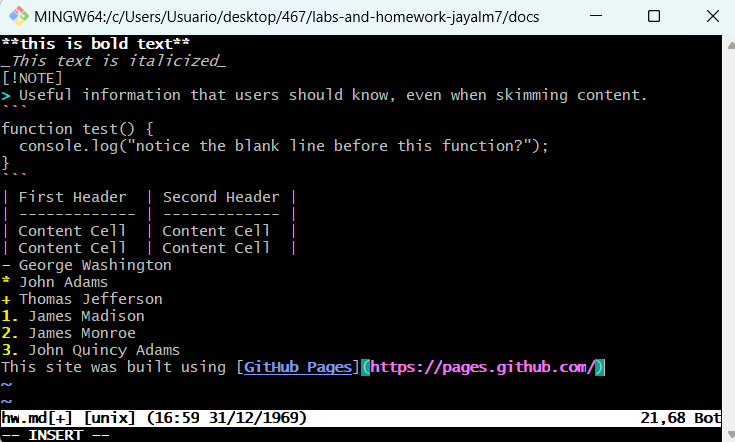 MINGW64:/c/Users/Usuario/desktop/467/labs-and-homework-jayalm7/docs
**this is bold text**
_This text is italicized_
[!NOTE]
> Useful information that users should know, even when skimming content.
```
function test() {
  console.log("notice the blank line before this function?");
}
```
| First Header  | Second Header |
| ------------- | ------------- |
| Content Cell  | Content Cell  |
| Content Cell  | Content Cell  |
- George Washington
* John Adams
+ Thomas Jefferson
1. James Madison
2. James Monroe
3. John Quincy Adams
This site was built using [GitHub Pages](https://pages.github.com/)
~
~
hw.md[+] [unix] (16:59 31/12/1969) 21,68 Bot
-- INSERT --